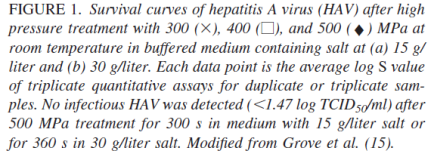 FIGURE 1. Survival curves of hepatitis A virus (HAV) after high
pressure treatment with 300 (×), 400 (□), and 500 (◆) MPa at
room temperature in buffered medium containing salt at (a) 15 g/
liter and (b) 30 g/liter. Each data point is the average log S value
of triplicate quantitative assays for duplicate or triplicate sam-
ples. No infectious HAV was detected (<1.47 log TCID50/ml) after
500 MPa treatment for 300 s in medium with 15 g/liter salt or
for 360 s in 30 g/liter salt. Modified from Grove et al. (15).